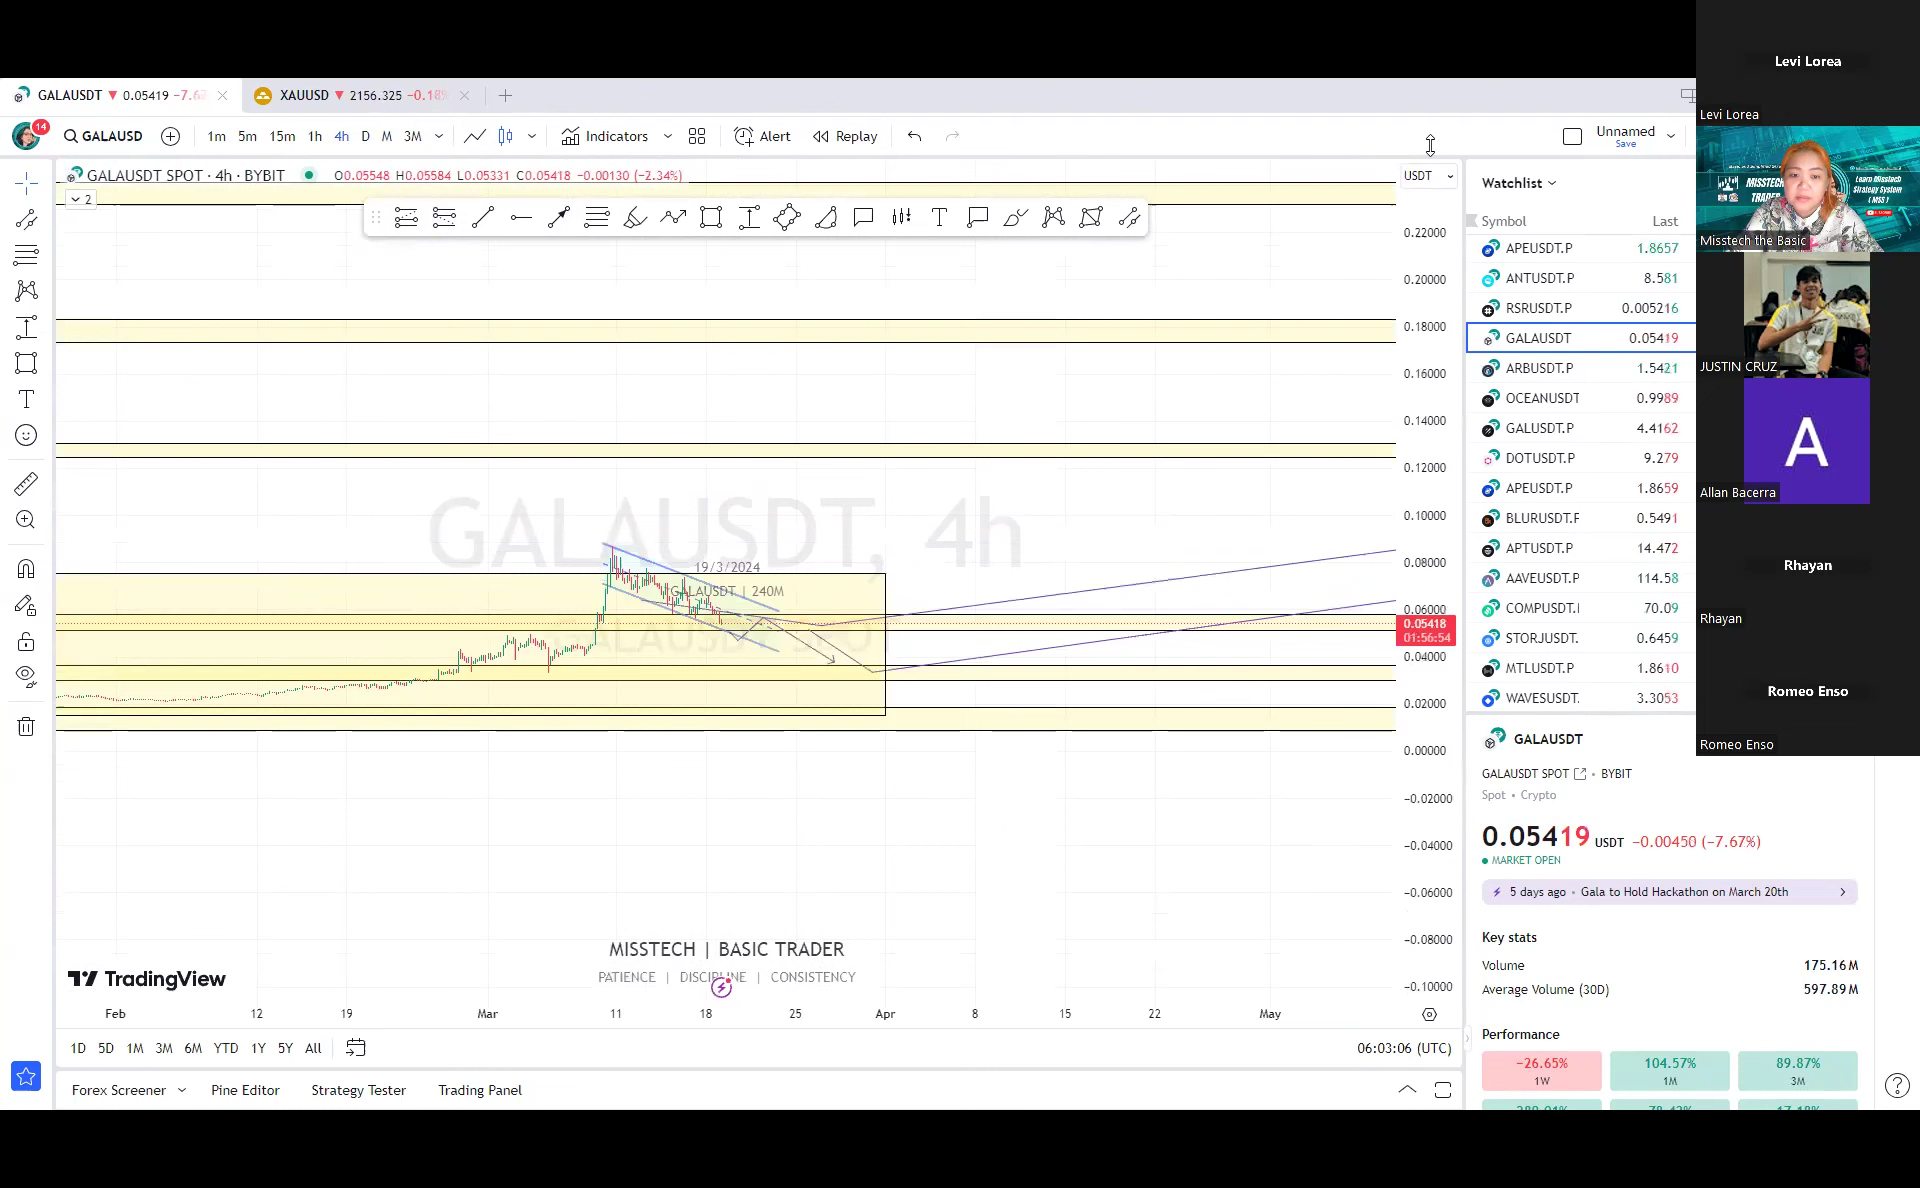 GALAUSDT ▼ 0.05419 −7.6
XAUUSD ▼ 2156.325 −0.18%
14
GALAUSD
1m 5m 15m 1h 4h D M 3M
Indicators
Alert
Replay
Unnamed
Save
GALAUSDT SPOT · 4h · BYBIT
O0.05548 H0.05584 L0.05331 C0.05418 −0.00130 (−2.34%)
2
USDT
GALAUSDT, 4h
GALAUSDT SPOT
19/3/2024
GALAUSDT | 240M
0.22000
0.20000
0.18000
0.16000
0.14000
0.12000
0.10000
0.08000
0.06000
0.05418
01:56:54
0.04000
0.02000
0.00000
−0.02000
−0.04000
−0.06000
−0.08000
−0.10000
MISSTECH | BASIC TRADER
PATIENCE | DISCIPLINE | CONSISTENCY
TradingView
Feb 12 19 Mar 11 18 25 Apr 8 15 22 May
1D 5D 1M 3M 6M YTD 1Y 5Y All
06:03:06 (UTC)
Forex Screener
Pine Editor
Strategy Tester
Trading Panel
Watchlist
Symbol Last
APEUSDT.P 1.8657
ANTUSDT.P 8.581
RSRUSDT.P 0.005216
GALAUSDT 0.05419
ARBUSDT.P 1.5421
OCEANUSDT 0.9989
GALUSDT.P 4.4162
DOTUSDT.P 9.279
APEUSDT.P 1.8659
BLURUSDT.F 0.5491
APTUSDT.P 14.472
AAVEUSDT.P 114.58
COMPUSDT.I 70.09
STORJUSDT. 0.6459
MTLUSDT.P 1.8610
WAVESUSDT. 3.3053
GALAUSDT
GALAUSDT SPOT • BYBIT
Spot • Crypto
0.05419 USDT −0.00450 (−7.67%)
MARKET OPEN
5 days ago • Gala to Hold Hackathon on March 20th
Key stats
Volume 175.16M
Average Volume (30D) 597.89M
Performance
−26.65% 1W
104.57% 1M
89.87% 3M
Levi Lorea
Levi Lorea
MISSTECH
TRADER
Learn Misstech
Strategy System
( MSS )
Misstech the Basic
JUSTIN CRUZ
A
Allan Bacerra
Rhayan
Rhayan
Romeo Enso
Romeo Enso